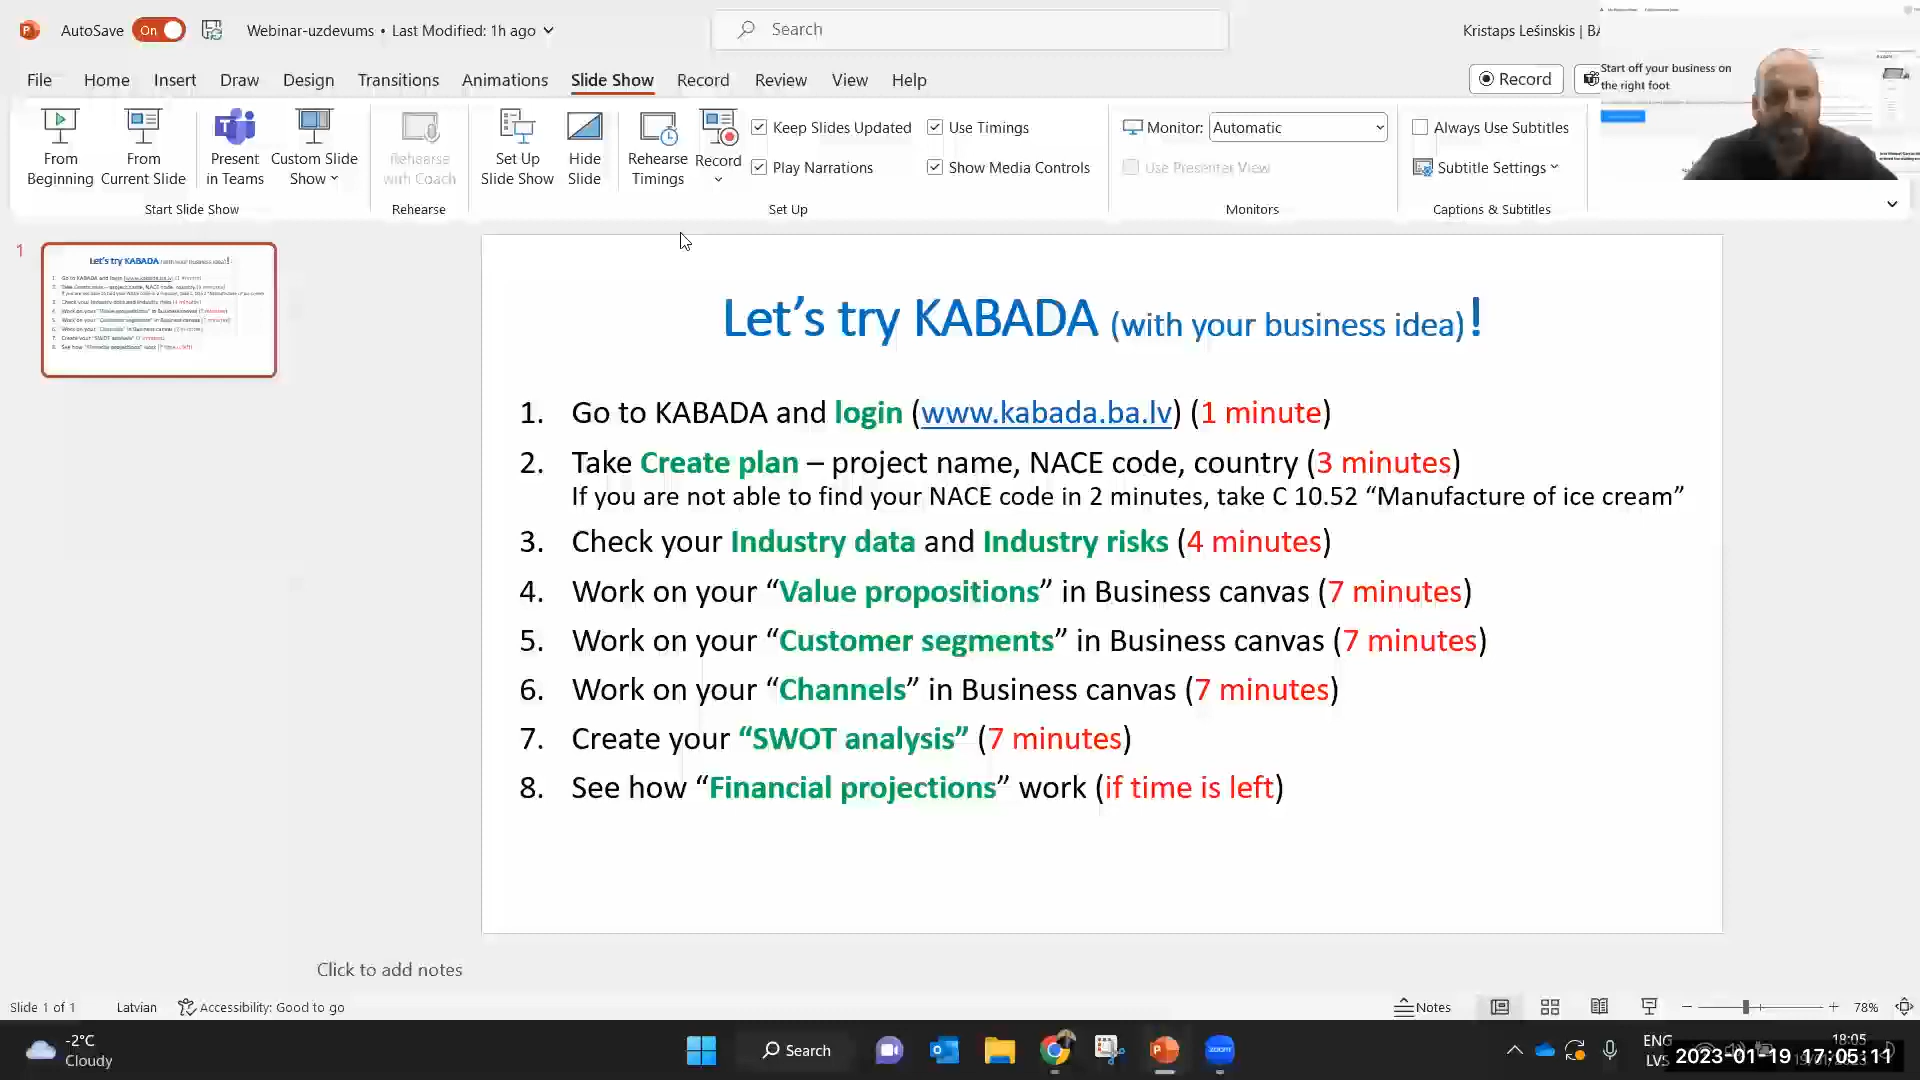 AutoSave On Webinar-uzdevums • Last Modified: 1h ago Search Kristaps Lešinskis | BA
File Home Insert Draw Design Transitions Animations Slide Show Record Review View Help Record
Start off your business on
the right foot
From Beginning
From Current Slide
Present in Teams
Custom Slide Show
Rehearse with Coach
Set Up Slide Show
Hide Slide
Rehearse Timings
Record
Keep Slides Updated
Use Timings
Play Narrations
Show Media Controls
Monitor: Automatic
Use Presenter View
Always Use Subtitles
Subtitle Settings
Start Slide Show Rehearse Set Up Monitors Captions & Subtitles
1
Let's try KABADA (with your business idea)!
Let’s try KABADA (with your business idea)!
1. Go to KABADA and login (www.kabada.ba.lv) (1 minute)
2. Take Create plan – project name, NACE code, country (3 minutes)
If you are not able to find your NACE code in 2 minutes, take C 10.52 “Manufacture of ice cream”
3. Check your Industry data and Industry risks (4 minutes)
4. Work on your “Value propositions” in Business canvas (7 minutes)
5. Work on your “Customer segments” in Business canvas (7 minutes)
6. Work on your “Channels” in Business canvas (7 minutes)
7. Create your “SWOT analysis” (7 minutes)
8. See how “Financial projections” work (if time is left)
Click to add notes
Slide 1 of 1 Latvian Accessibility: Good to go Notes 78%
-2°C
Cloudy
Search
zoom
ENG
LVS
18:05
2023-01-19 17:05:11